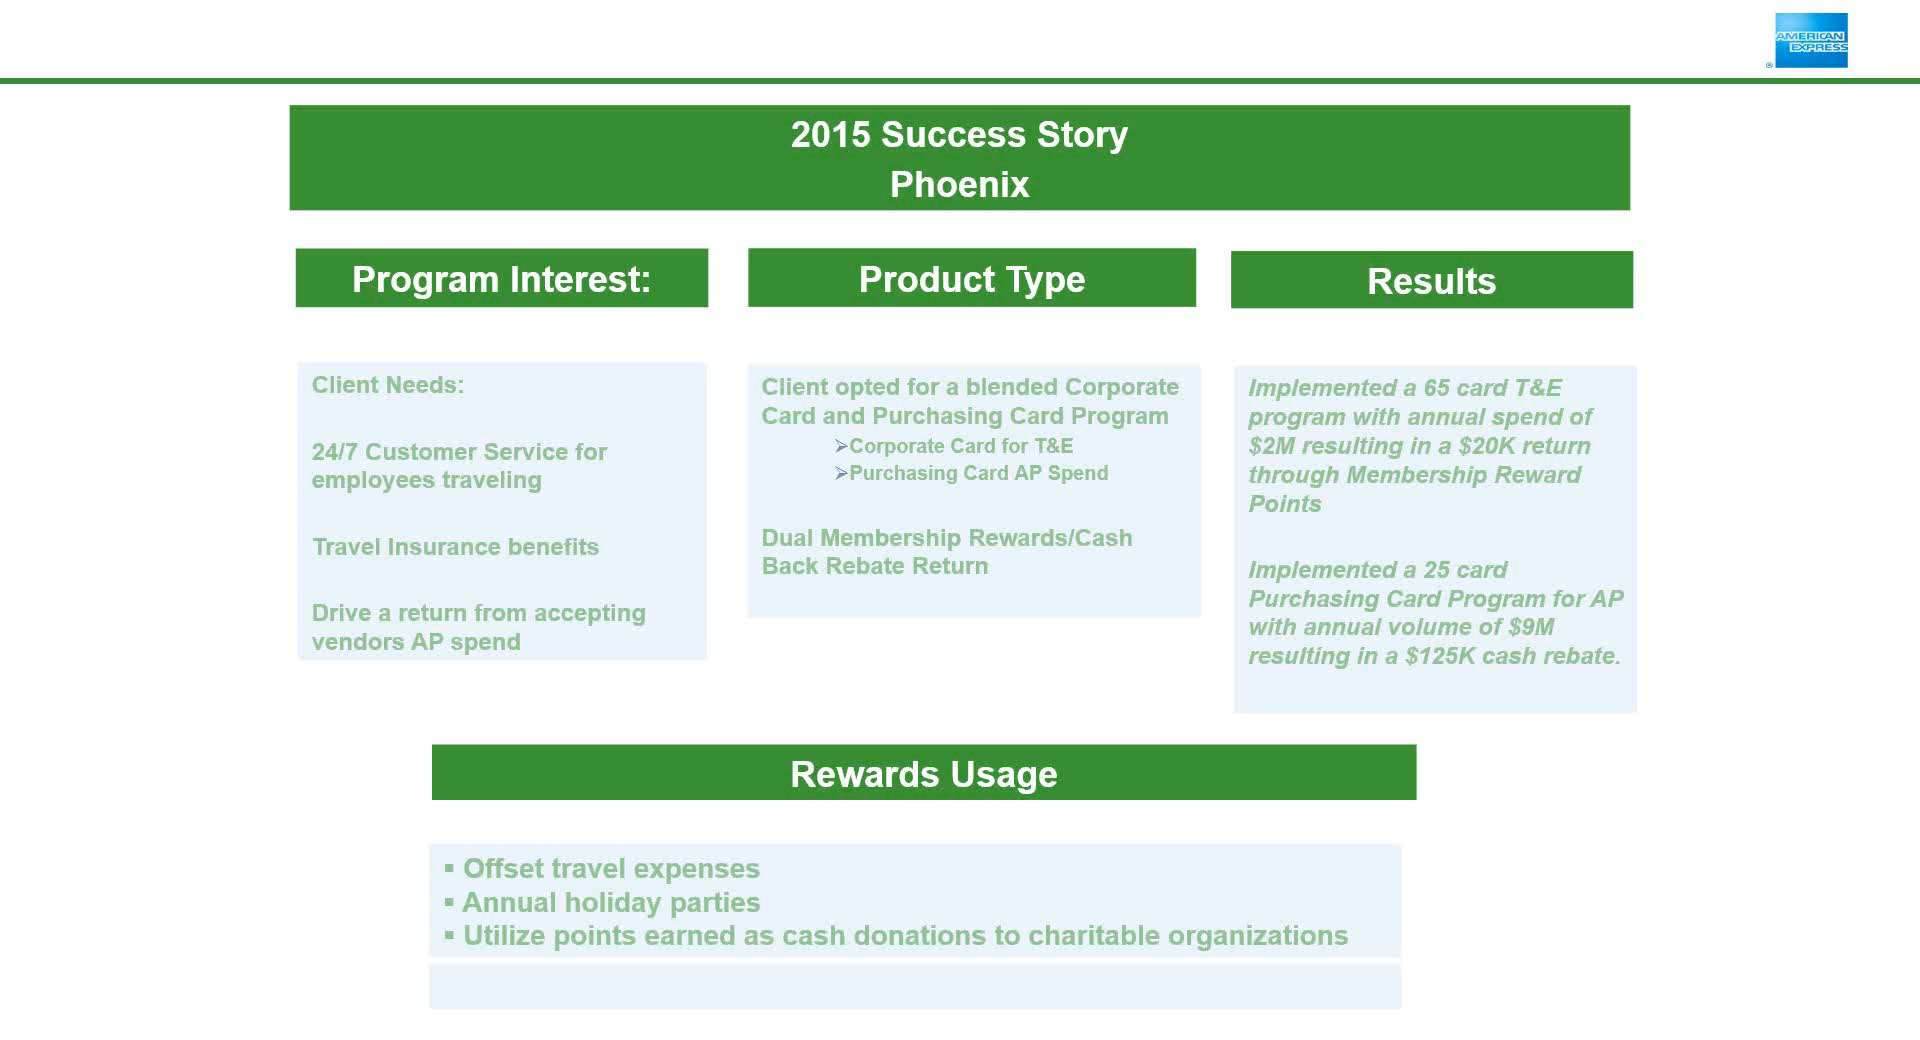 AMERICAN
EXPRESS
®
2015 Success Story
Phoenix
Program Interest:
Product Type
Results
Client Needs:
24/7 Customer Service for
employees traveling
Travel Insurance benefits
Drive a return from accepting
vendors AP spend
Client opted for a blended Corporate
Card and Purchasing Card Program
➢Corporate Card for T&E
➢Purchasing Card AP Spend
Dual Membership Rewards/Cash
Back Rebate Return
Implemented a 65 card T&E
program with annual spend of
$2M resulting in a $20K return
through Membership Reward
Points
Implemented a 25 card
Purchasing Card Program for AP
with annual volume of $9M
resulting in a $125K cash rebate.
Rewards Usage
▪ Offset travel expenses
▪ Annual holiday parties
▪ Utilize points earned as cash donations to charitable organizations